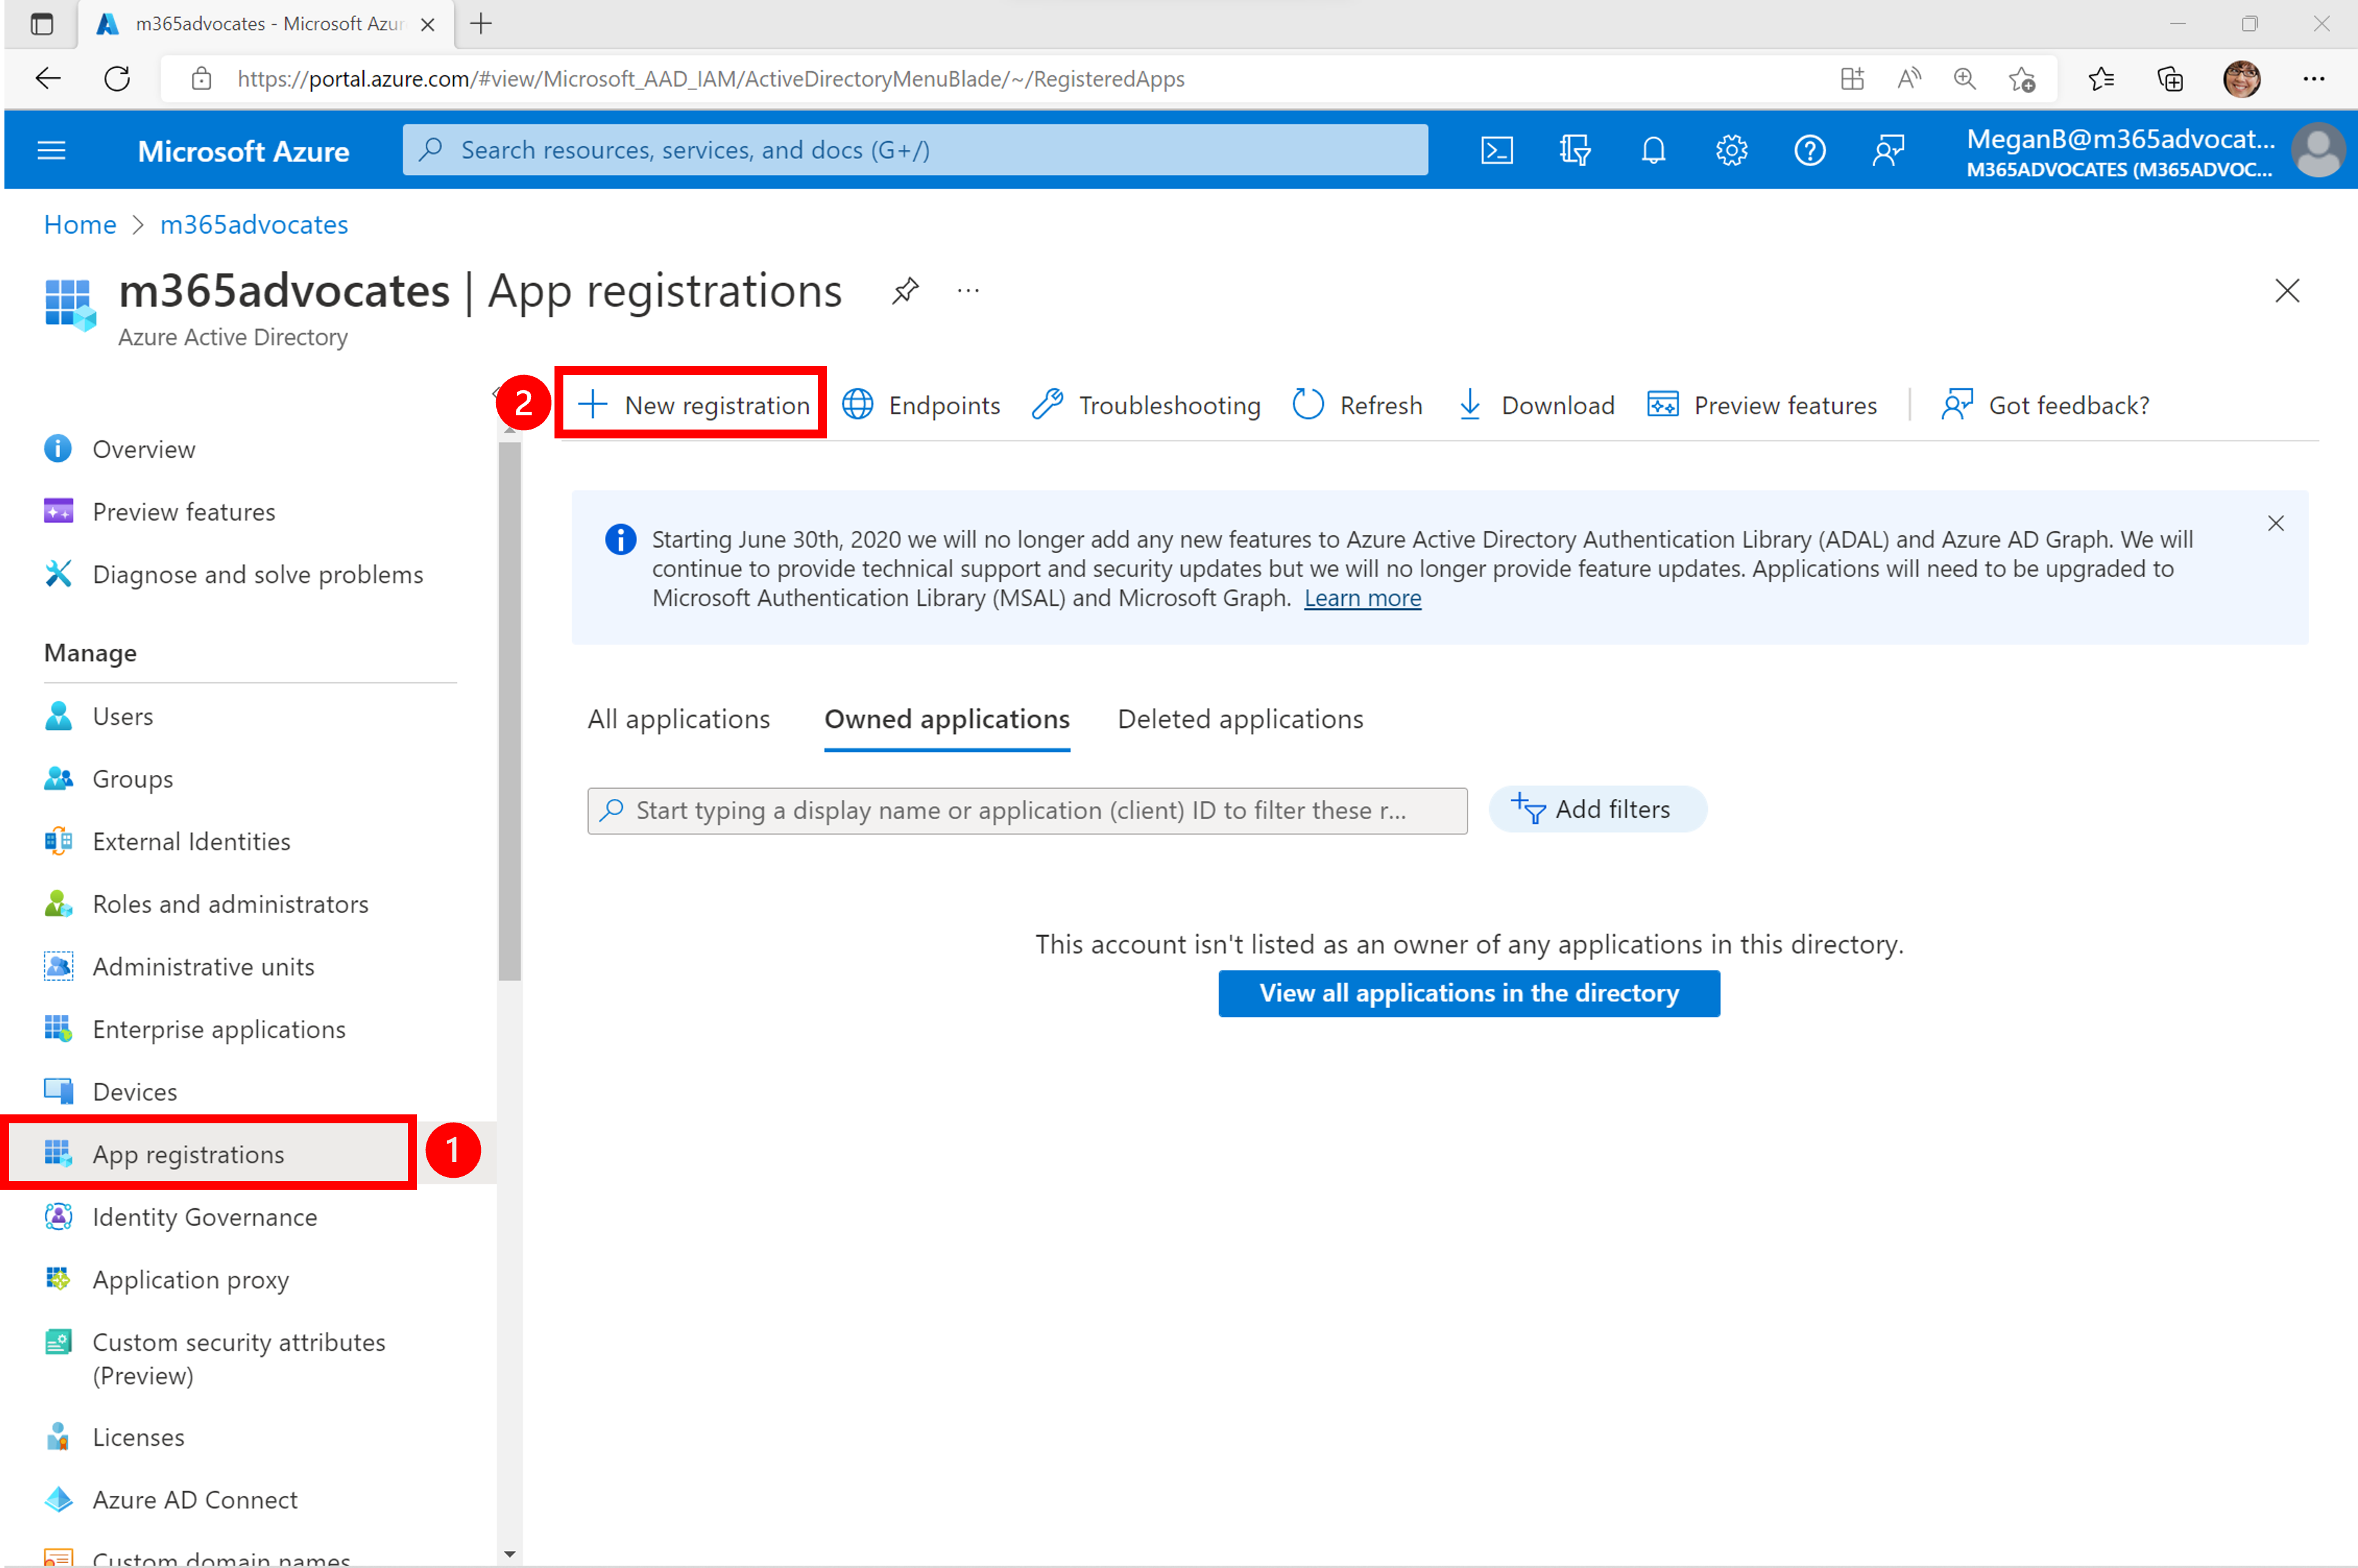 m365advocates - Microsoft Azur
https://portal.azure.com/#view/Microsoft_AAD_IAM/ActiveDirectoryMenuBlade/~/RegisteredApps
Microsoft Azure
Search resources, services, and docs (G+/)
MeganB@m365advocat...
M365ADVOCATES (M365ADVOC...
Home > m365advocates
m365advocates | App registrations
Azure Active Directory
2
New registration
Endpoints
Troubleshooting
Refresh
Download
Preview features
Got feedback?
Overview
Preview features
Diagnose and solve problems
Manage
Users
Groups
External Identities
Roles and administrators
Administrative units
Enterprise applications
Devices
App registrations
1
Identity Governance
Application proxy
Custom security attributes
(Preview)
Licenses
Azure AD Connect
Custom domain names
Starting June 30th, 2020 we will no longer add any new features to Azure Active Directory Authentication Library (ADAL) and Azure AD Graph. We will
continue to provide technical support and security updates but we will no longer provide feature updates. Applications will need to be upgraded to
Microsoft Authentication Library (MSAL) and Microsoft Graph. Learn more
All applications
Owned applications
Deleted applications
Start typing a display name or application (client) ID to filter these r...
Add filters
This account isn't listed as an owner of any applications in this directory.
View all applications in the directory